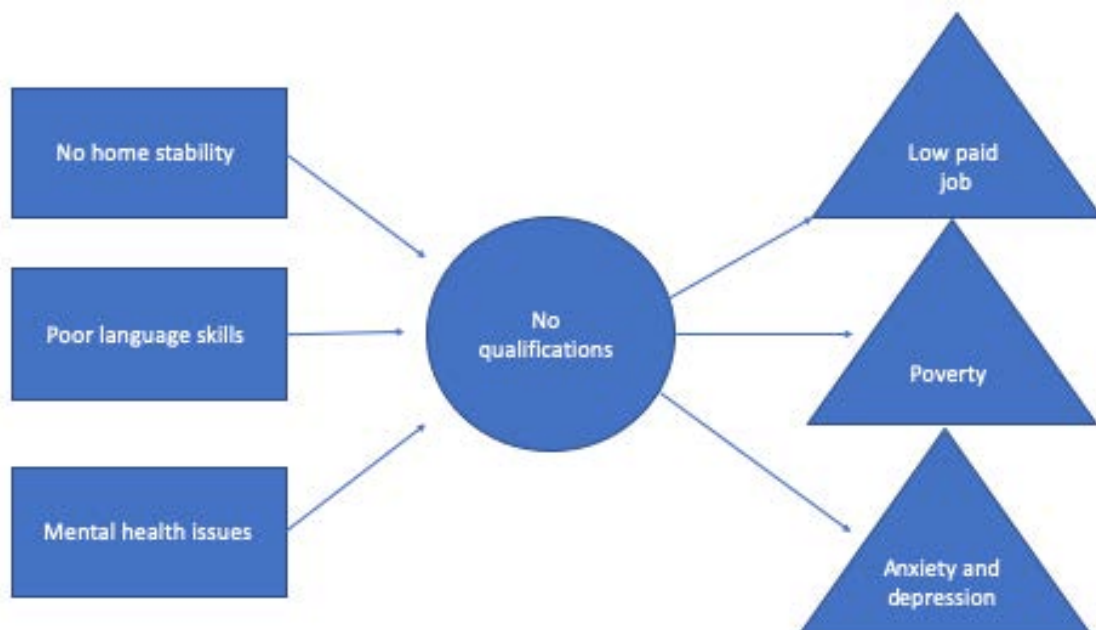 No home stability
Poor language skills
Mental health issues
No
qualifications
Low paid
job
Poverty
Anxiety and
depression